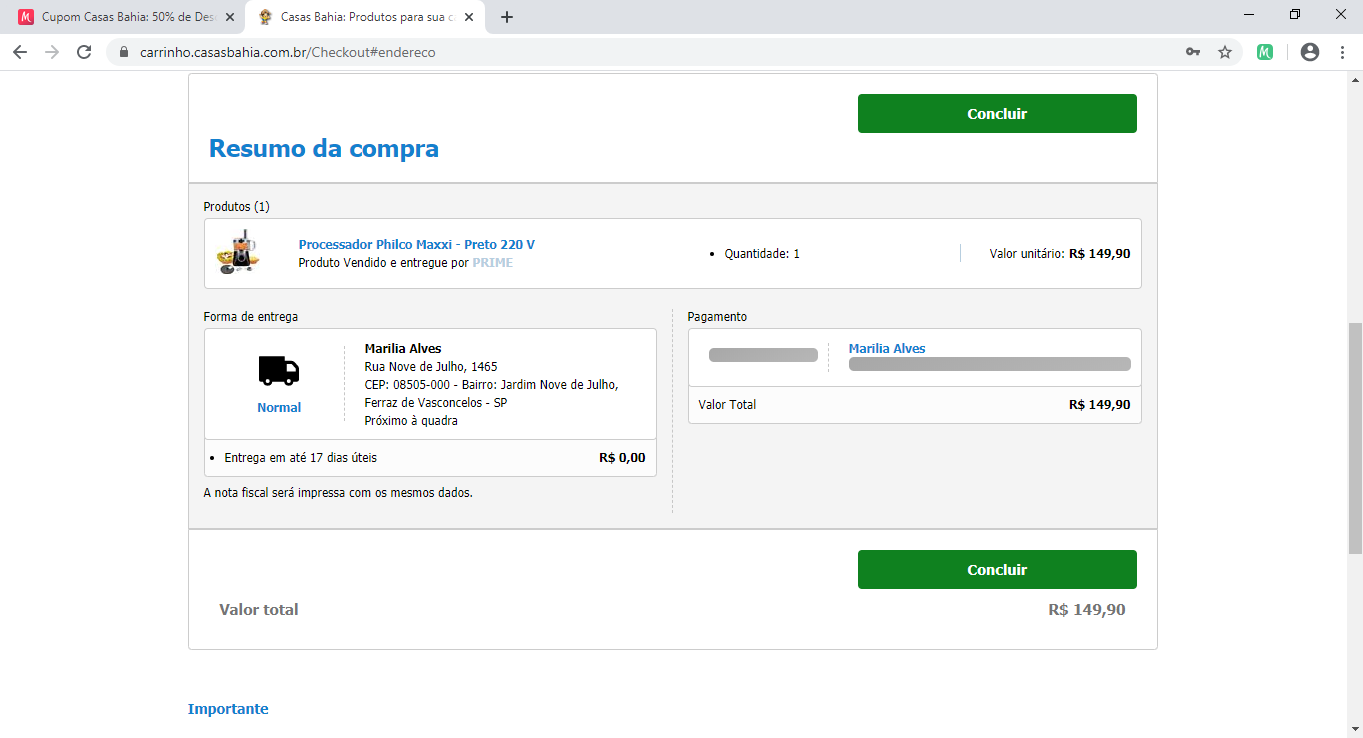 Cupom Casas Bahia: 50% de Des
Casas Bahia: Produtos para sua c
carrinho.casasbahia.com.br/Checkout#endereco
Concluir
Resumo da compra
Produtos (1)
Processador Philco Maxxi - Preto 220 V
Produto Vendido e entregue por PRIME
• Quantidade: 1
Valor unitário: R$ 149,90
Forma de entrega
Normal
Marilia Alves
Rua Nove de Julho, 1465
CEP: 08505-000 - Bairro: Jardim Nove de Julho,
Ferraz de Vasconcelos - SP
Próximo à quadra
• Entrega em até 17 dias úteis R$ 0,00
A nota fiscal será impressa com os mesmos dados.
Pagamento
Marilia Alves
Valor Total R$ 149,90
Concluir
Valor total R$ 149,90
Importante